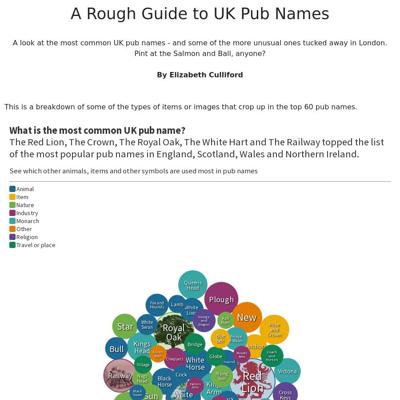 A Rough Guide to UK Pub Names
A look at the most common UK pub names - and some of the more unusual ones tucked away in London.
Pint at the Salmon and Ball, anyone?
By Elizabeth Culliford
This is a breakdown of some of the types of items or images that crop up in the top 60 pub names.
What is the most common UK pub name?
The Red Lion, The Crown, The Royal Oak, The White Hart and The Railway topped the list
of the most popular pub names in England, Scotland, Wales and Northern Ireland.
See which other animals, items and other symbols are used most in pub names
Animal
Item
Nature
Industry
Monarch
Other
Religion
Travel or place
Queens
Head
Plough
Lamb
White
Swan
Star
Royal
Oak
New
Kings
Head
Bridge
Bull
Globe
White
Horse
Railway
Cock
Black
Horse
Red
Lion
Victoria
Cross
Keys
Sun
White
Arms